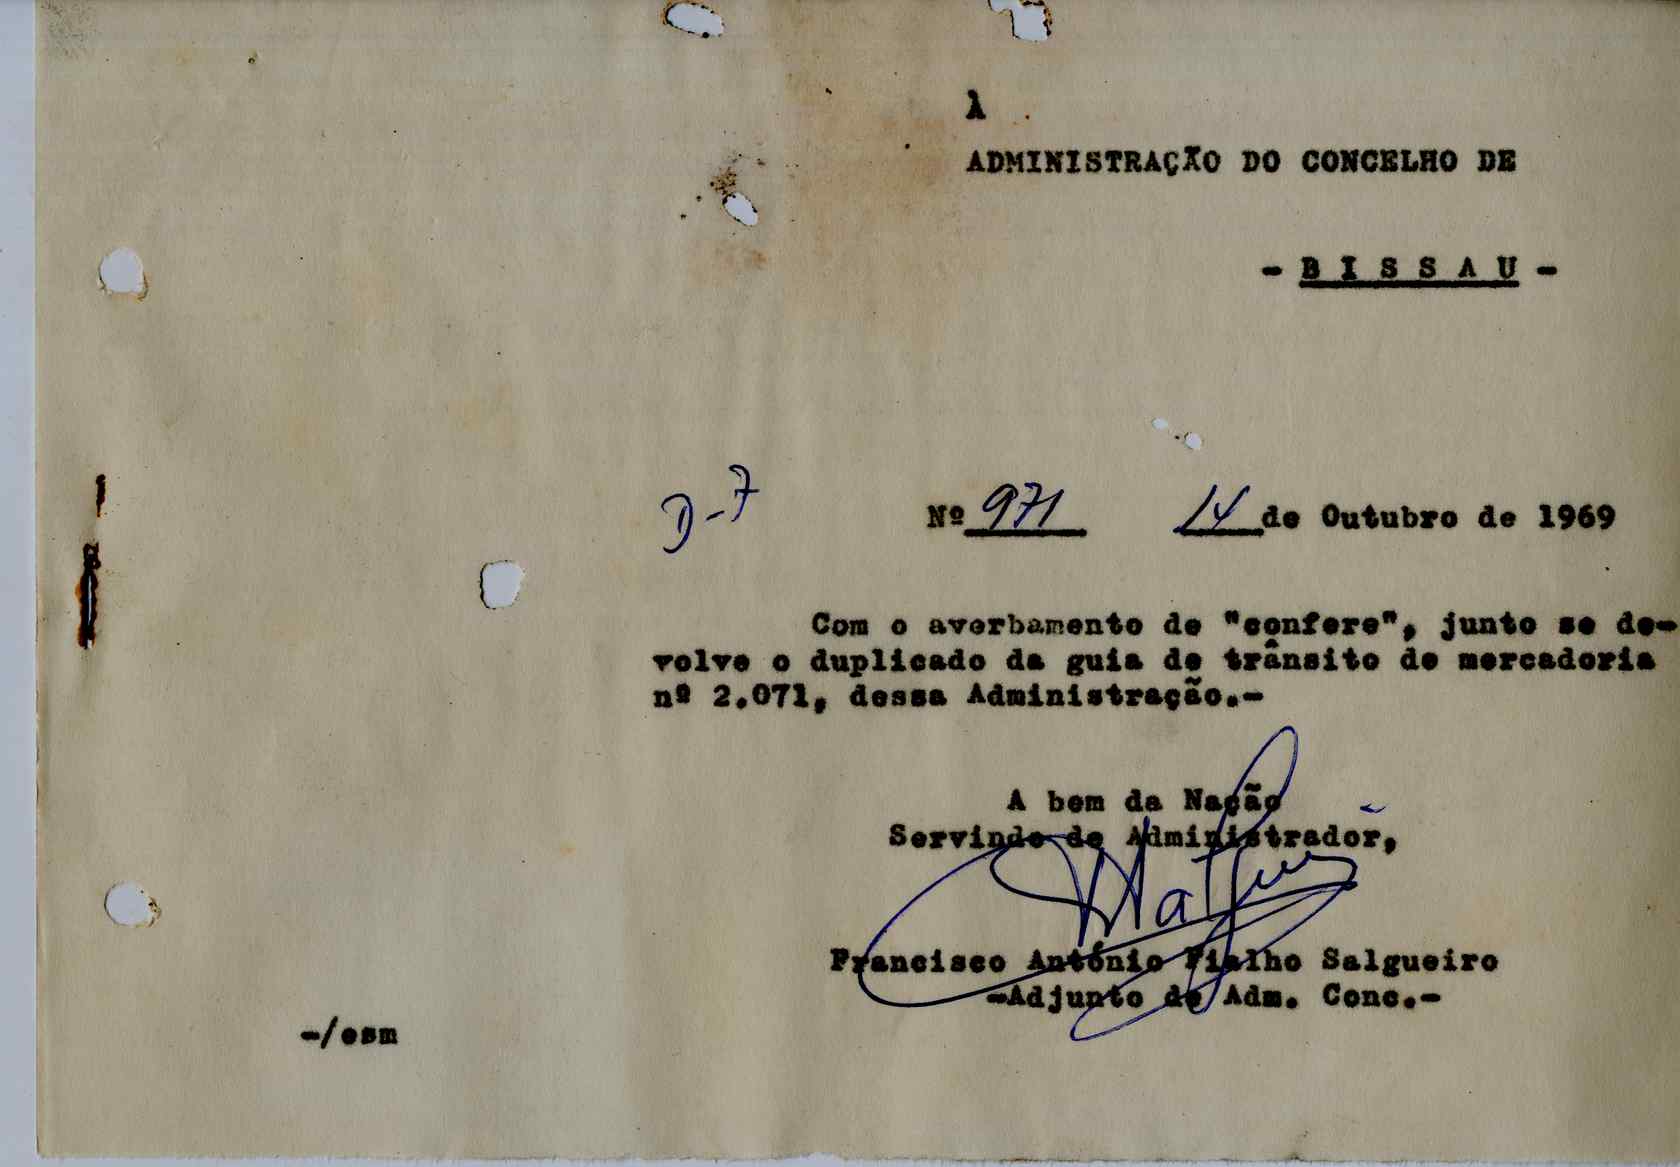 À
ADMINISTRAÇÃO DO CONCELHO DE
- B I S S A U -
D-7
Nº 971 14 de Outubro de 1969
Com o averbamento de "confere", junto se de-
volve o duplicado da guia de trânsito de mercadoria
nº 2.071, dessa Administração.-
A bem da Nação
Servindo de Administrador,
Francisco António Fialho Salgueiro
-Adjunto de Adm. Conc.-
-/esm